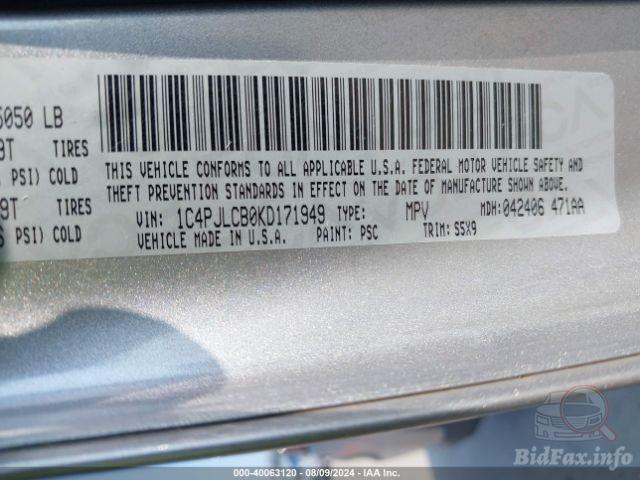 5050 LB
9T TIRES
PSI) COLD
9T TIRES
PSI) COLD
THIS VEHICLE CONFORMS TO ALL APPLICABLE U.S.A. FEDERAL MOTOR VEHICLE SAFETY AND
THEFT PREVENTION STANDARDS IN EFFECT ON THE DATE OF MANUFACTURE SHOWN ABOVE.
VIN: 1C4PJLCB0KD171949 TYPE: MPV MDH: 042406 471AA
VEHICLE MADE IN U.S.A. PAINT: PSC TRIM: S5X9
BidFax.info
000-40063120 - 08/09/2024 - IAA Inc.